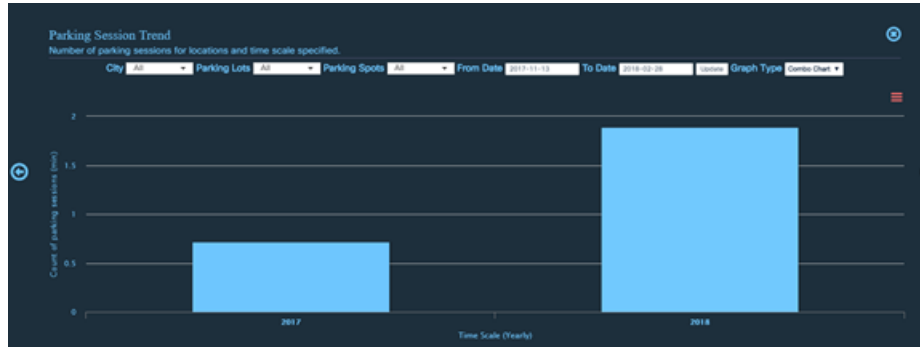 Parking Session Trend
Number of parking sessions for locations and time scale specified.
City All Parking Lots All Parking Spots All From Date 2017-11-13 To Date 2018-02-28 Update Graph Type Combo Chart
2
1.5
1
0.5
0
Count of parking sessions (min)
2017 2018
Time Scale (Yearly)